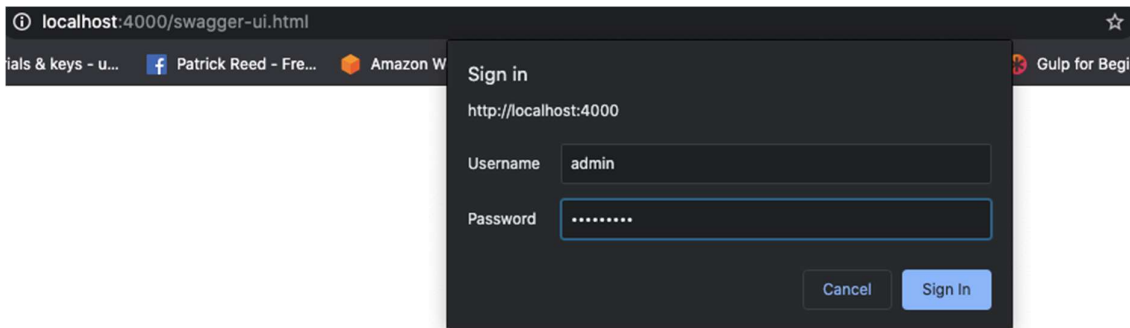 localhost:4000/swagger-ui.html
ials & keys - u... Patrick Reed - Fre... Amazon W Gulp for Begi
Sign in
http://localhost:4000
Username admin
Password •••••••••
Cancel Sign In